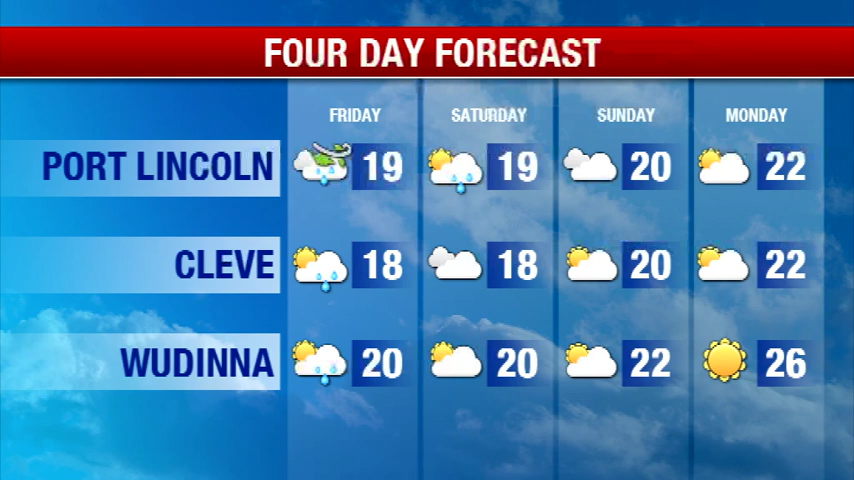 FOUR DAY FORECAST
FRIDAY SATURDAY SUNDAY MONDAY
PORT LINCOLN 19 19 20 22
CLEVE 18 18 20 22
WUDINNA 20 20 22 26